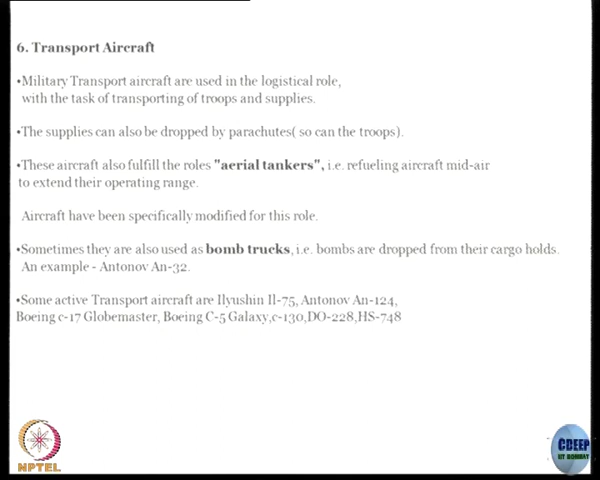 6. Transport Aircraft
•Military Transport aircraft are used in the logistical role,
with the task of transporting of troops and supplies.
•The supplies can also be dropped by parachutes( so can the troops).
•These aircraft also fulfill the roles "aerial tankers", i.e. refueling aircraft mid-air
to extend their operating range.
Aircraft have been specifically modified for this role.
•Sometimes they are also used as bomb trucks, i.e. bombs are dropped from their cargo holds.
An example - Antonov An-32.
•Some active Transport aircraft are Ilyushin Il-75, Antonov An-124,
Boeing c-17 Globemaster, Boeing C-5 Galaxy,c-130,DO-228,HS-748
NPTEL
CDEEP
IIT BOMBAY